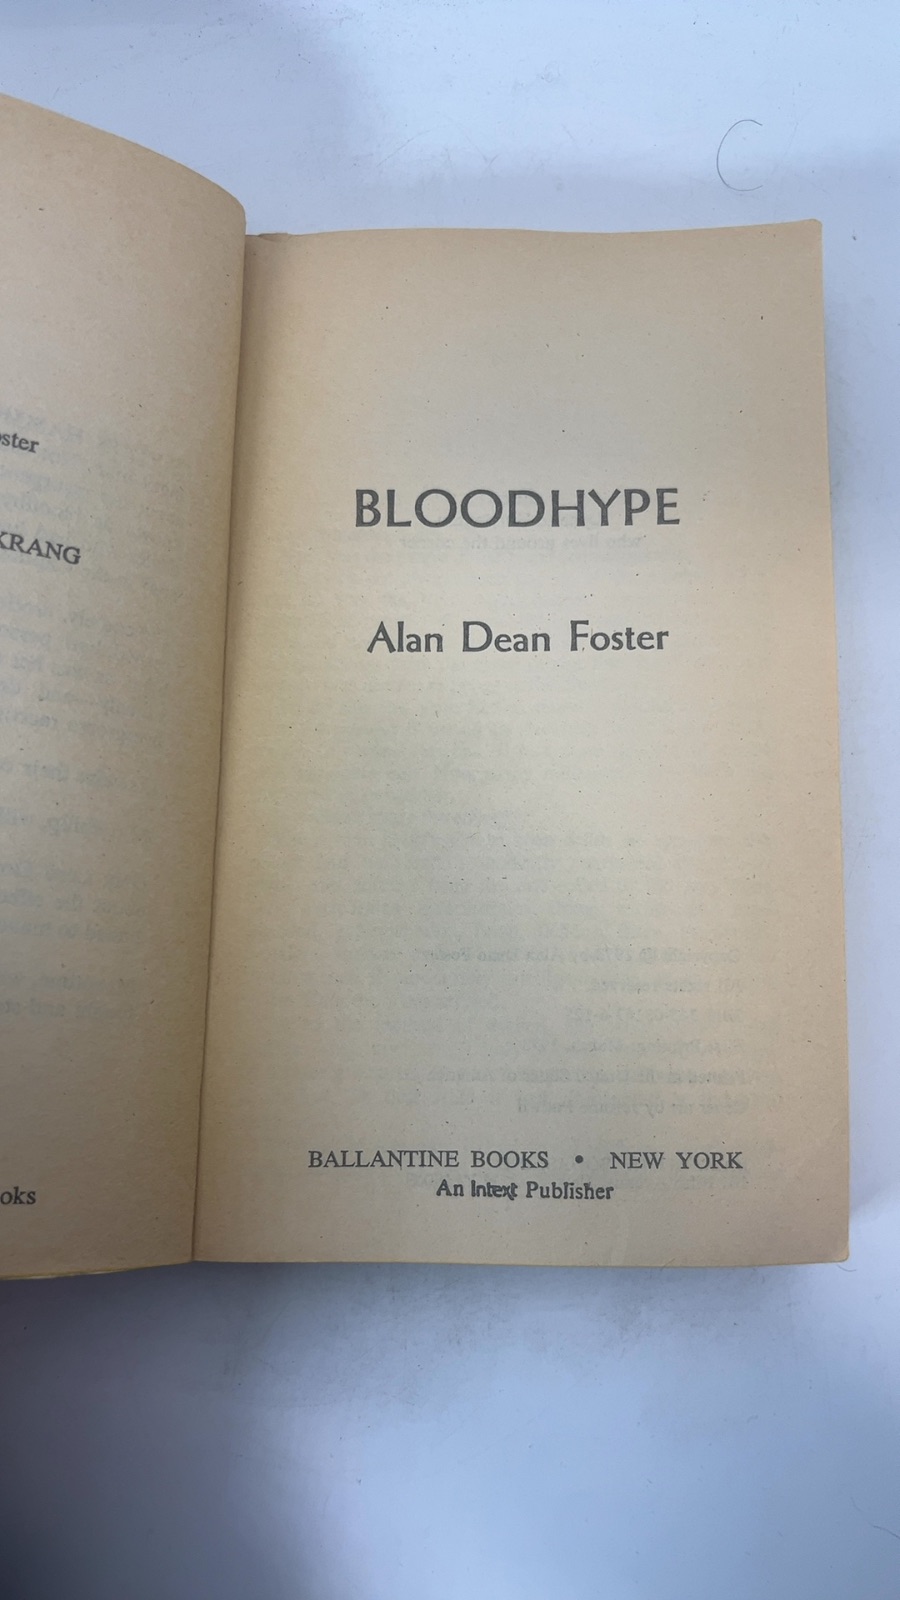 ster
KRANG
oks
BLOODHYPE
Alan Dean Foster
BALLANTINE BOOKS • NEW YORK
An Intext Publisher